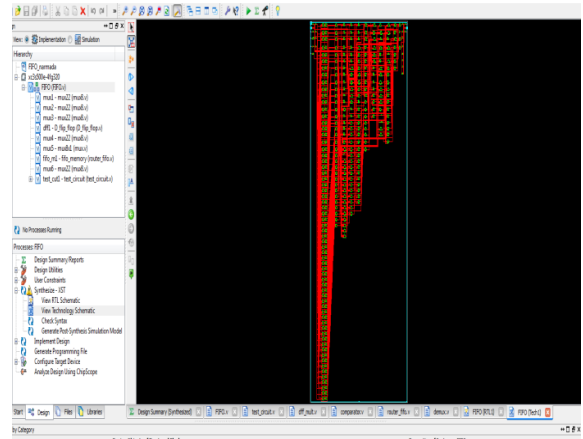 View: Implementation Simulation
Hierarchy
FIFO_narmada
xc3s500e-4fg320
FIFO (FIFO.v)
mux1 - mux22 (mux8.v)
mux2 - mux22 (mux8.v)
mux3 - mux22 (mux8.v)
dff1 - D_flip_flop (D_flip_flop.v)
mux4 - mux22 (mux8.v)
mux5 - mux8x1 (mux.v)
fifo_m1 - fifo_memory (router_fifo.v)
mux6 - mux22 (mux8.v)
test_cut1 - test_circuit (test_circuit.v)
No Processes Running
Processes: FIFO
Design Summary/Reports
Design Utilities
User Constraints
Synthesize - XST
View RTL Schematic
View Technology Schematic
Check Syntax
Generate Post-Synthesis Simulation Model
Implement Design
Generate Programming File
Configure Target Device
Analyze Design Using ChipScope
Start Design Files Libraries Design Summary (Synthesized) FIFO.v test_circuit.v dff_mult.v comparator.v router_fifo.v demux.v FIFO (RTL1) FIFO (Tech1)
by Category